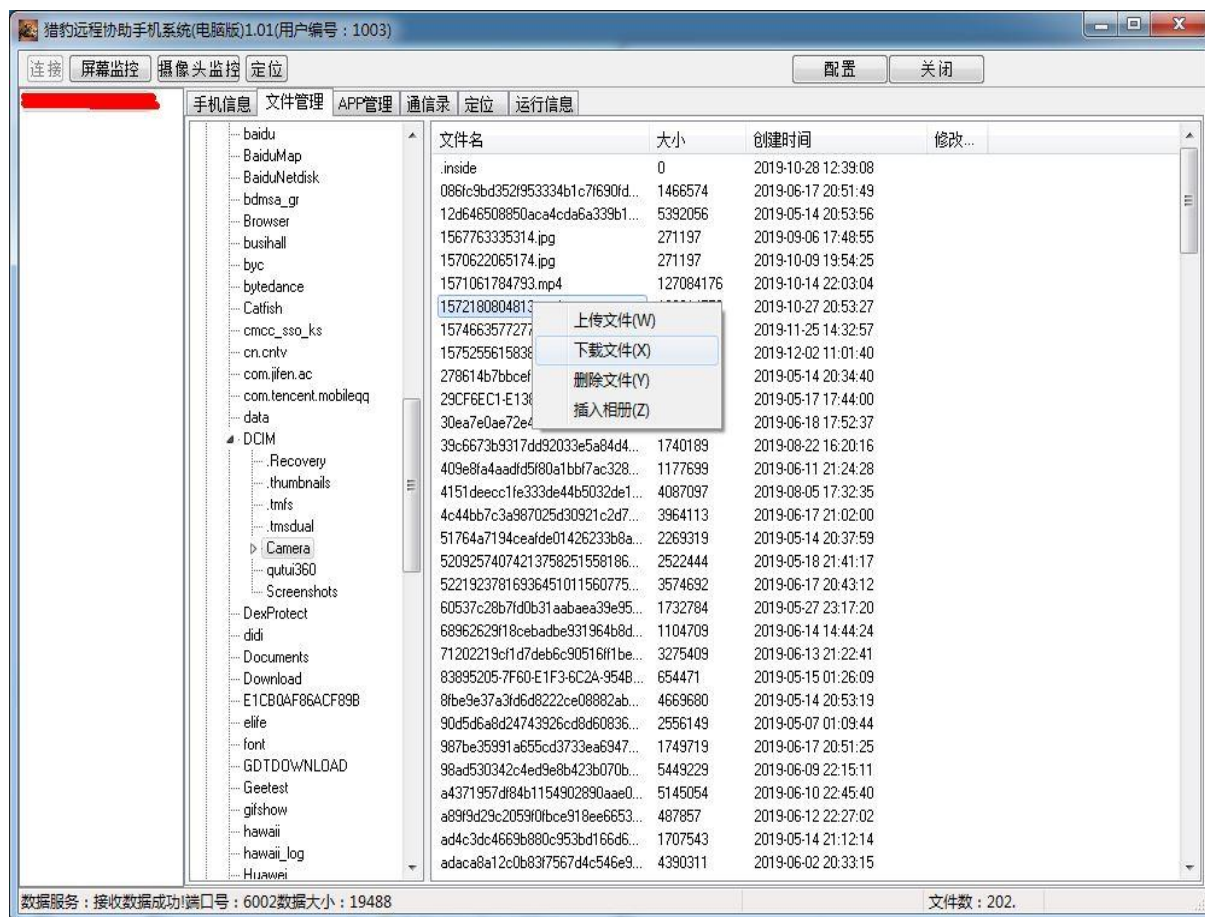 猎豹远程协助手机系统(电脑版)1.01(用户编号：1003)
连接 屏幕监控 摄像头监控 定位 配置 关闭
手机信息 文件管理 APP管理 通信录 定位 运行信息
baidu
BaiduMap
BaiduNetdisk
bdmsa_gr
Browser
busihall
byc
bytedance
Catfish
cmcc_sso_ks
cn.cntv
com.jifen.ac
com.tencent.mobileqq
data
DCIM
.Recovery
.thumbnails
.tmfs
.tmsdual
Camera
qutui360
Screenshots
DexProtect
didi
Documents
Download
E1CB0AF86ACF89B
elife
font
GDTDOWNLOAD
Geetest
gifshow
hawaii
hawaii_log
Huawei
文件名 大小 创建时间 修改...
.inside 0 2019-10-28 12:39:08
086fc9bd352f953334b1c7f690fd... 1466574 2019-06-17 20:51:49
12d646508850aca4cda6a339b1... 5392056 2019-05-14 20:53:56
1567763335314.jpg 271197 2019-09-06 17:48:55
1570622065174.jpg 271197 2019-10-09 19:54:25
1571061784793.mp4 127084176 2019-10-14 22:03:04
1572180804813 2019-10-27 20:53:27
1574663577277 2019-11-25 14:32:57
1575255615838 2019-12-02 11:01:40
278614b7bbcef 2019-05-14 20:34:40
29CF6EC1-E138 2019-05-17 17:44:00
30ea7e0ae72e4 2019-06-18 17:52:37
39c6673b9317dd92033e5a84d4... 1740189 2019-08-22 16:20:16
409e8fa4aadfd5f80a1bbf7ac328... 1177699 2019-06-11 21:24:28
4151deecc1fe333de44b5032de1... 4087097 2019-08-05 17:32:35
4c44bb7c3a987025d30921c2d7... 3964113 2019-06-17 21:02:00
51764a7194ceafde01426233b8a... 2269319 2019-05-14 20:37:59
520925740742137582515581​86... 2522444 2019-05-18 21:41:17
52219237816936451011560775... 3574692 2019-06-17 20:43:12
60537c28b7fd0b31aabaea39e95... 1732784 2019-05-27 23:17:20
68962629f18cebadbe931964b8d... 1104709 2019-06-14 14:44:24
71202219cf1d7deb6c90516ff1be... 3275409 2019-06-13 21:22:41
83895205-7F60-E1F3-6C2A-954B... 654471 2019-05-15 01:26:09
8fbe9e37a3fd6d8222ce08882ab... 4669680 2019-05-14 20:53:19
90d5d6a8d24743926cd8d60836... 2556149 2019-05-07 01:09:44
987be35991a655cd3733ea6947... 1749719 2019-06-17 20:51:25
98ad530342c4ed9e8b423b070b... 5449229 2019-06-09 22:15:11
a4371957df84b1154902890aae0... 5145054 2019-06-10 22:45:40
a89f9d29c2059f0fbce918ee6653... 487857 2019-06-12 22:27:02
ad4c3dc4669b880c953bd166d6... 1707543 2019-05-14 21:12:14
adaca8a12c0b83f7567d4c546e9... 4390311 2019-06-02 20:33:15
上传文件(W)
下载文件(X)
删除文件(Y)
插入相册(Z)
数据服务：接收数据成功!端口号：6002数据大小：19488 文件数：202.